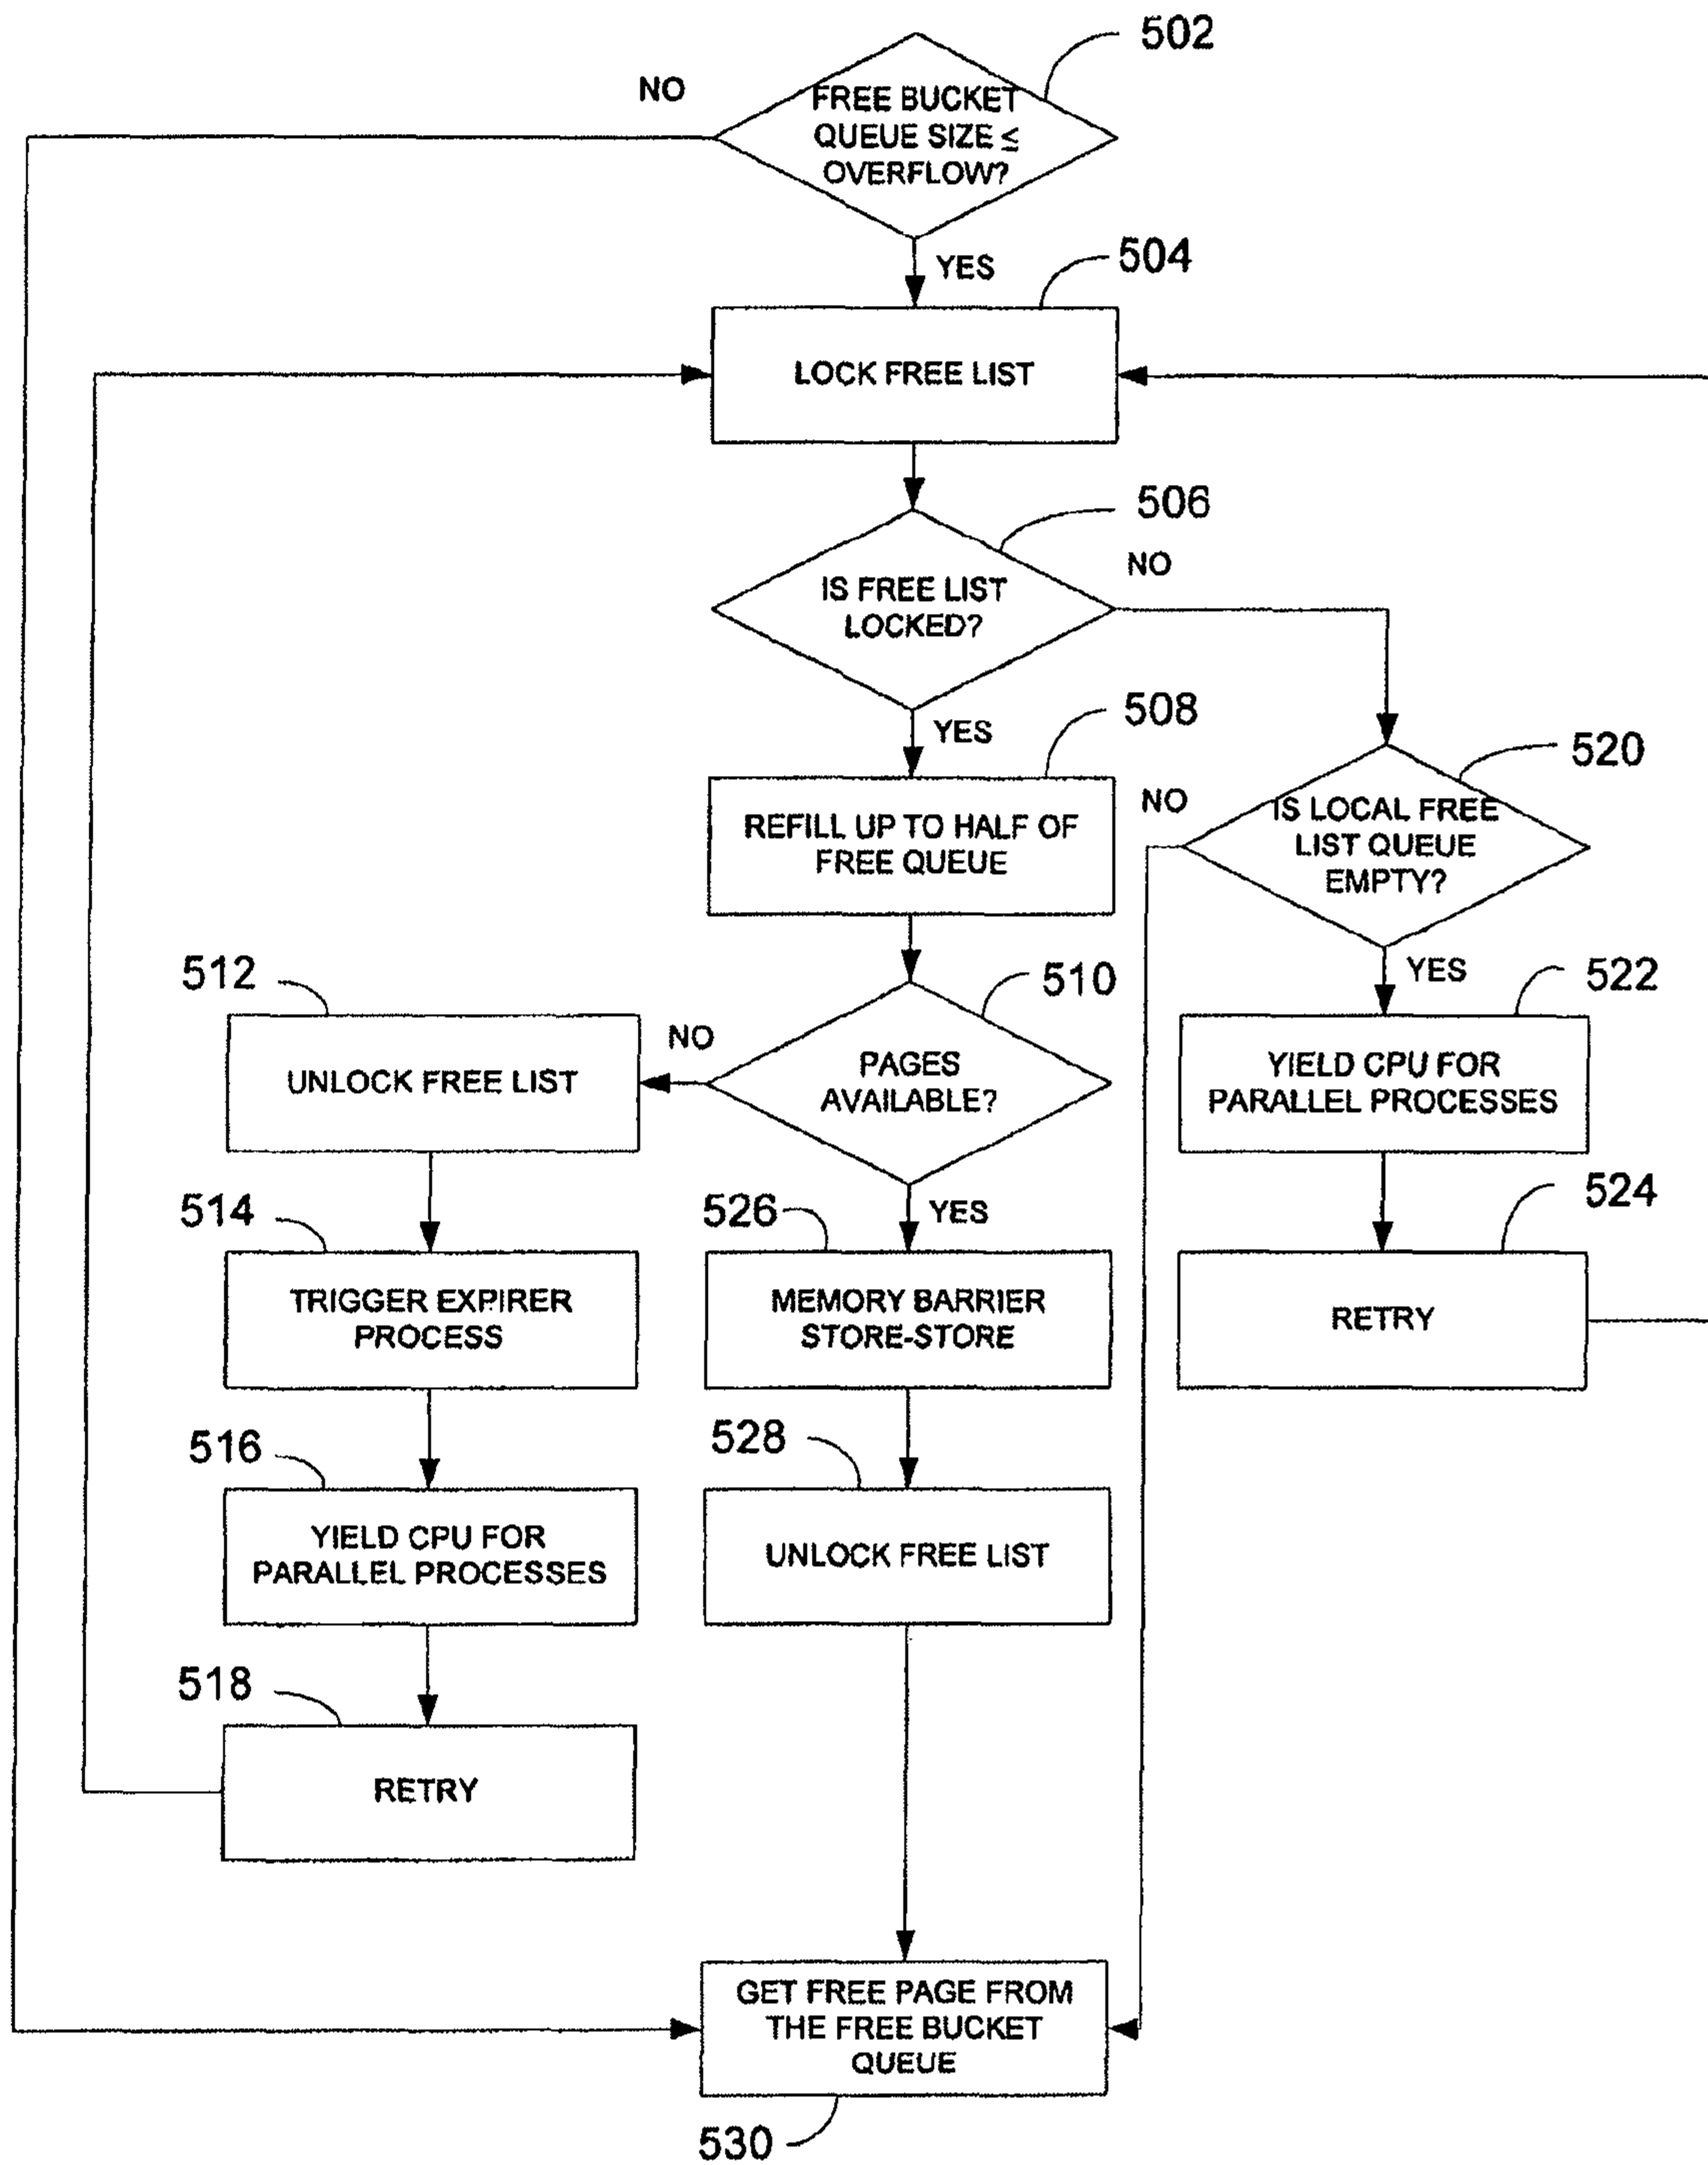 502
NO
FREE BUCKET
QUEUE SIZE ≤
OVERFLOW?
YES
504
LOCK FREE LIST
506
NO
IS FREE LIST
LOCKED?
YES
508
REFILL UP TO HALF OF
FREE QUEUE
520
NO
IS LOCAL FREE
LIST QUEUE
EMPTY?
YES
512
510
522
UNLOCK FREE LIST
NO
PAGES
AVAILABLE?
YIELD CPU FOR
PARALLEL PROCESSES
514
526
YES
524
TRIGGER EXPIRER
PROCESS
MEMORY BARRIER
STORE-STORE
RETRY
516
528
YIELD CPU FOR
PARALLEL PROCESSES
UNLOCK FREE LIST
518
RETRY
GET FREE PAGE FROM
THE FREE BUCKET
QUEUE
530